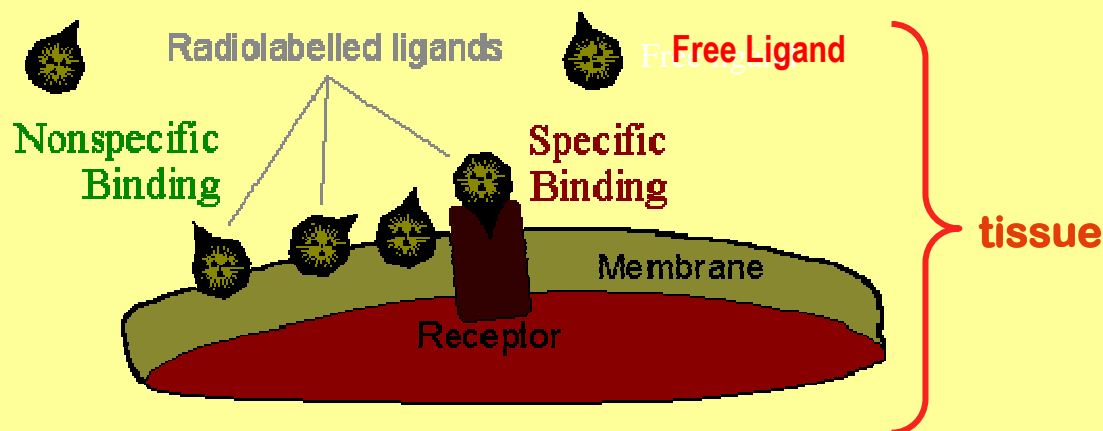 Radiolabelled ligands
Free Ligand
Nonspecific
Binding
Specific
Binding
tissue
Membrane
Receptor